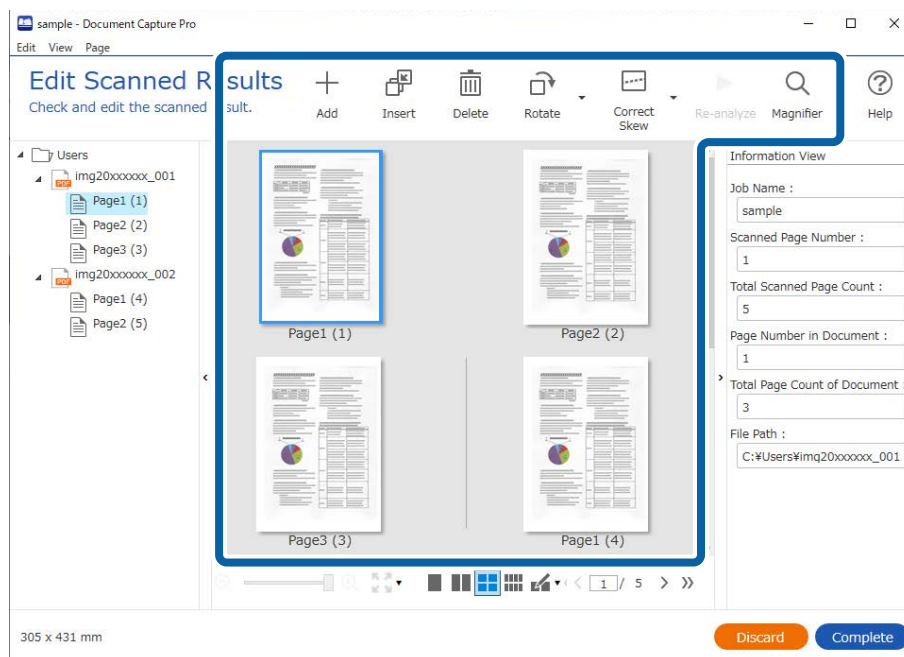 sample - Document Capture Pro
Edit View Page
Edit Scanned R sults
Check and edit the scanned sult.
Add
Insert
Delete
Rotate
Correct
Skew
Re-analyze
Magnifier
Help
Users
img20xxxxxx_001
PDF
Page1 (1)
Page2 (2)
Page3 (3)
img20xxxxxx_002
PDF
Page1 (4)
Page2 (5)
Page1 (1)
Page2 (2)
Page3 (3)
Page1 (4)
Information View
Job Name :
sample
Scanned Page Number :
1
Total Scanned Page Count :
5
Page Number in Document :
1
Total Page Count of Document :
3
File Path :
C:¥Users¥img20xxxxxx_001
1 / 5
305 x 431 mm
Discard
Complete